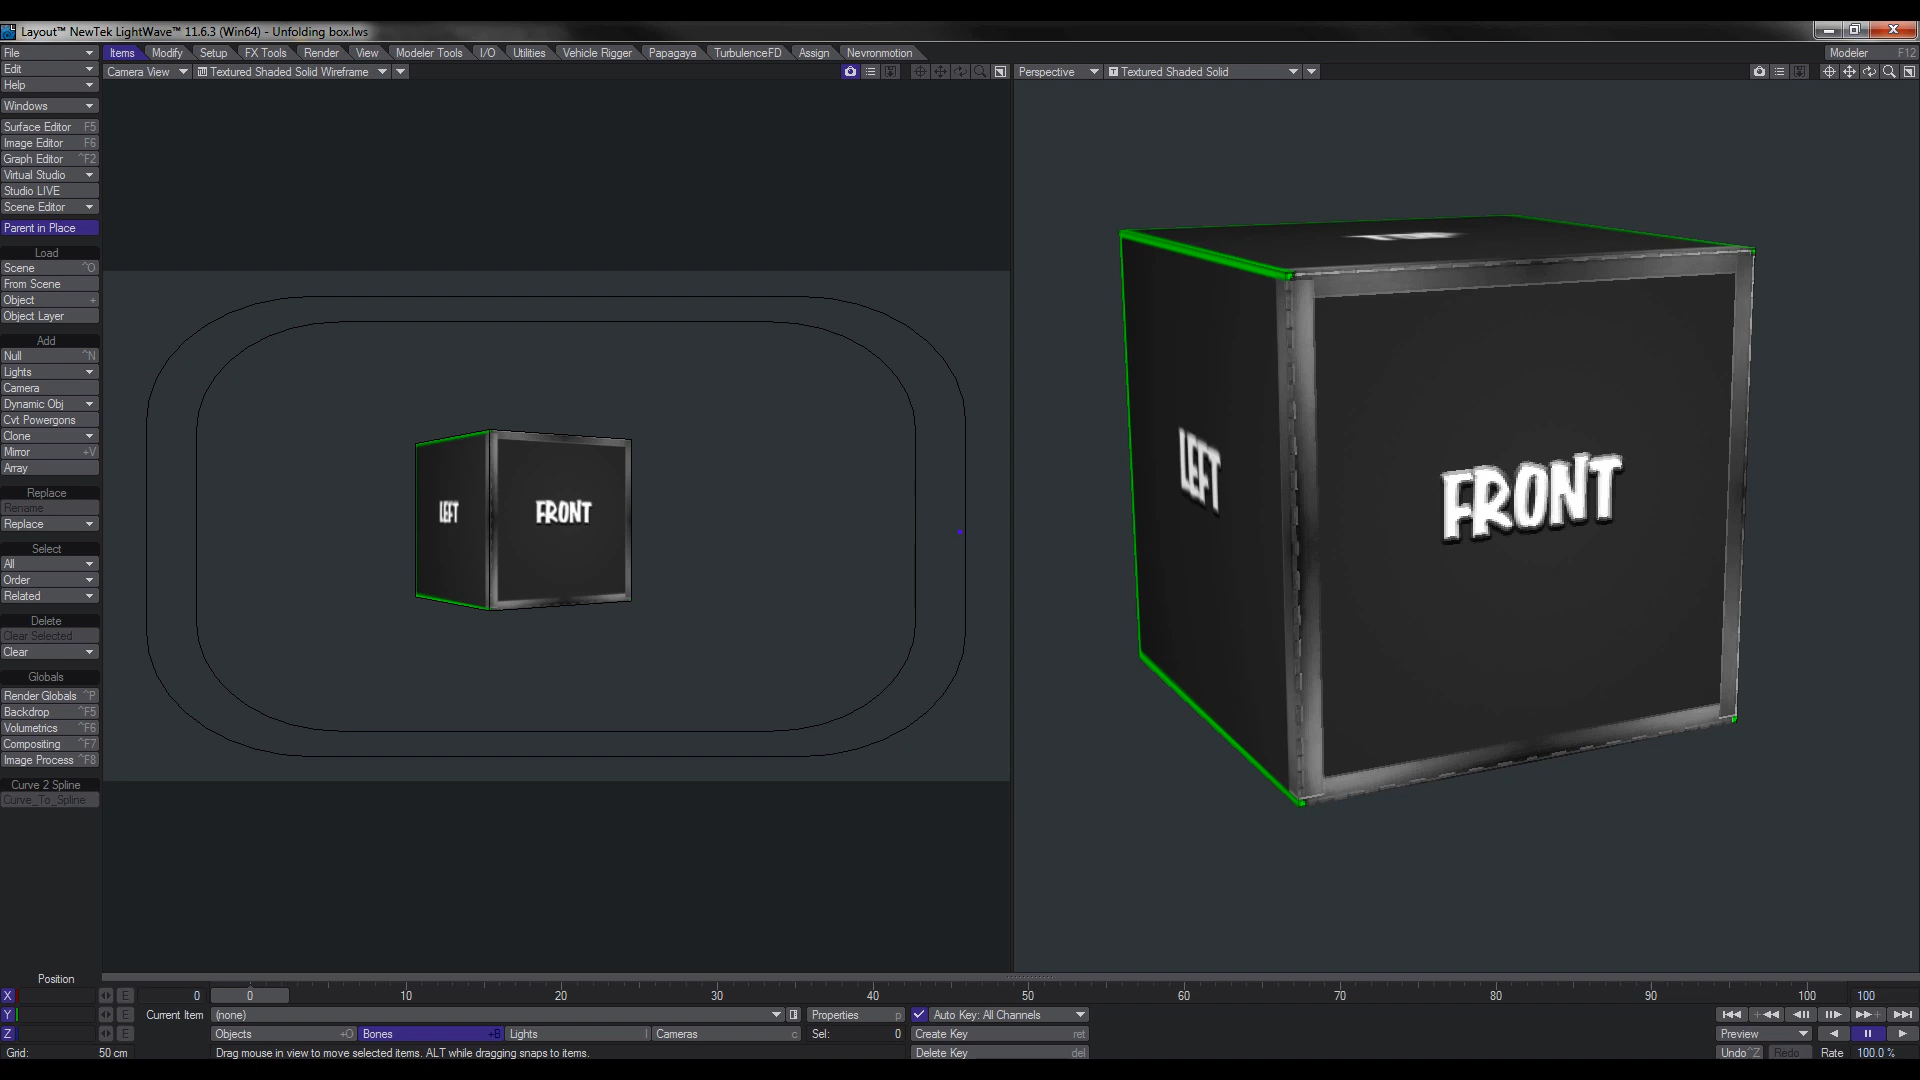 Layout™ NewTek LightWave™ 11.6.3 (Win64) - Unfolding box.lws
File
Items Modify Setup FX Tools Render View Modeler Tools I/O Utilities Vehicle Rigger Papagaya TurbulenceFD Assign Nevronmotion
Modeler F12
Edit
Camera View Textured Shaded Solid Wireframe
Perspective Textured Shaded Solid
Help
Windows
Surface Editor F5
Image Editor F6
Graph Editor ^F2
Virtual Studio
Studio LIVE
Scene Editor
Parent in Place
Load
Scene ^O
From Scene
Object +
Object Layer
Add
Null ^N
Lights
Camera
Dynamic Obj
Cvt Powergons
Clone
Mirror +V
Array
Replace
Rename
Replace
Select
All
Order
Related
Delete
Clear Selected
Clear
Globals
Render Globals ^P
Backdrop ^F5
Volumetrics ^F6
Compositing ^F7
Image Process ^F8
Curve 2 Spline
Curve_To_Spline
LEFT FRONT
LEFT FRONT
Position
X E 0 0 10 20 30 40 50 60 70 80 90 100 100
Y E Current Item (none) Properties p Auto Key: All Channels
Z E Objects +O Bones +B Lights l Cameras c Sel: 0 Create Key ret Preview
Grid: 50 cm Drag mouse in view to move selected items. ALT while dragging snaps to items. Delete Key del Undo ^Z Redo Rate 100.0 %